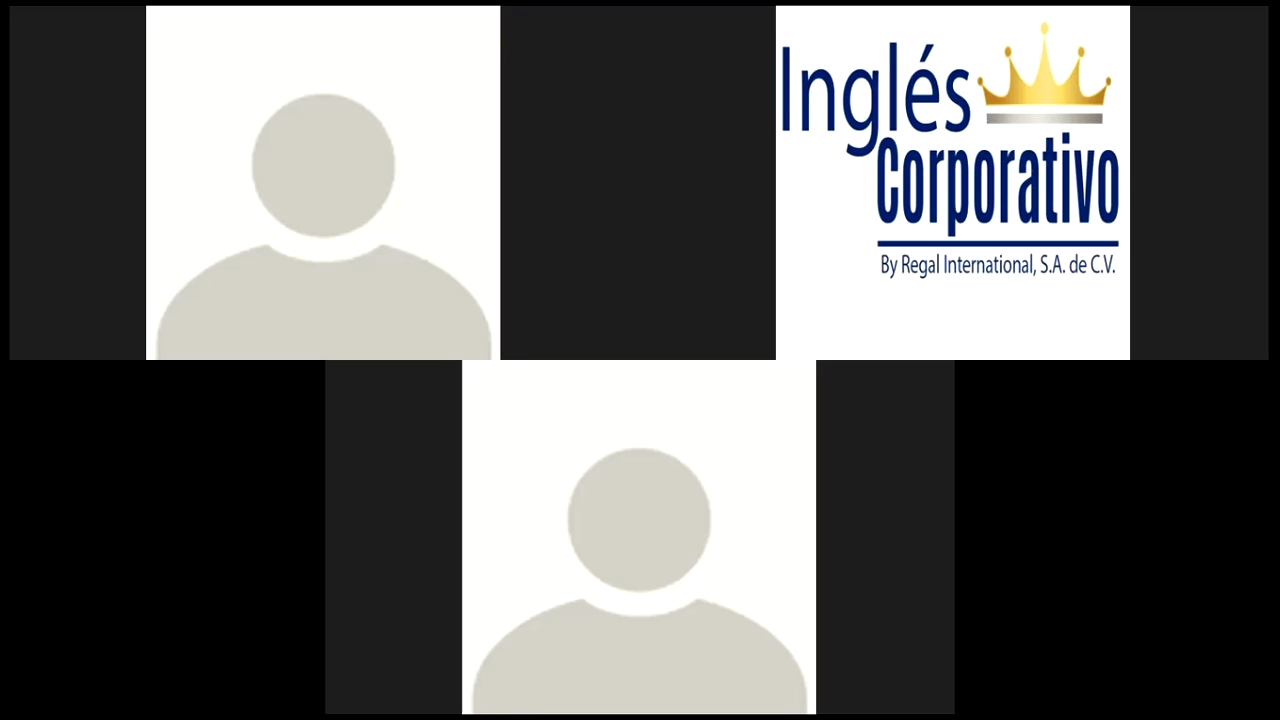 Inglés
Corporativo
By Regal International, S.A. de C.V.